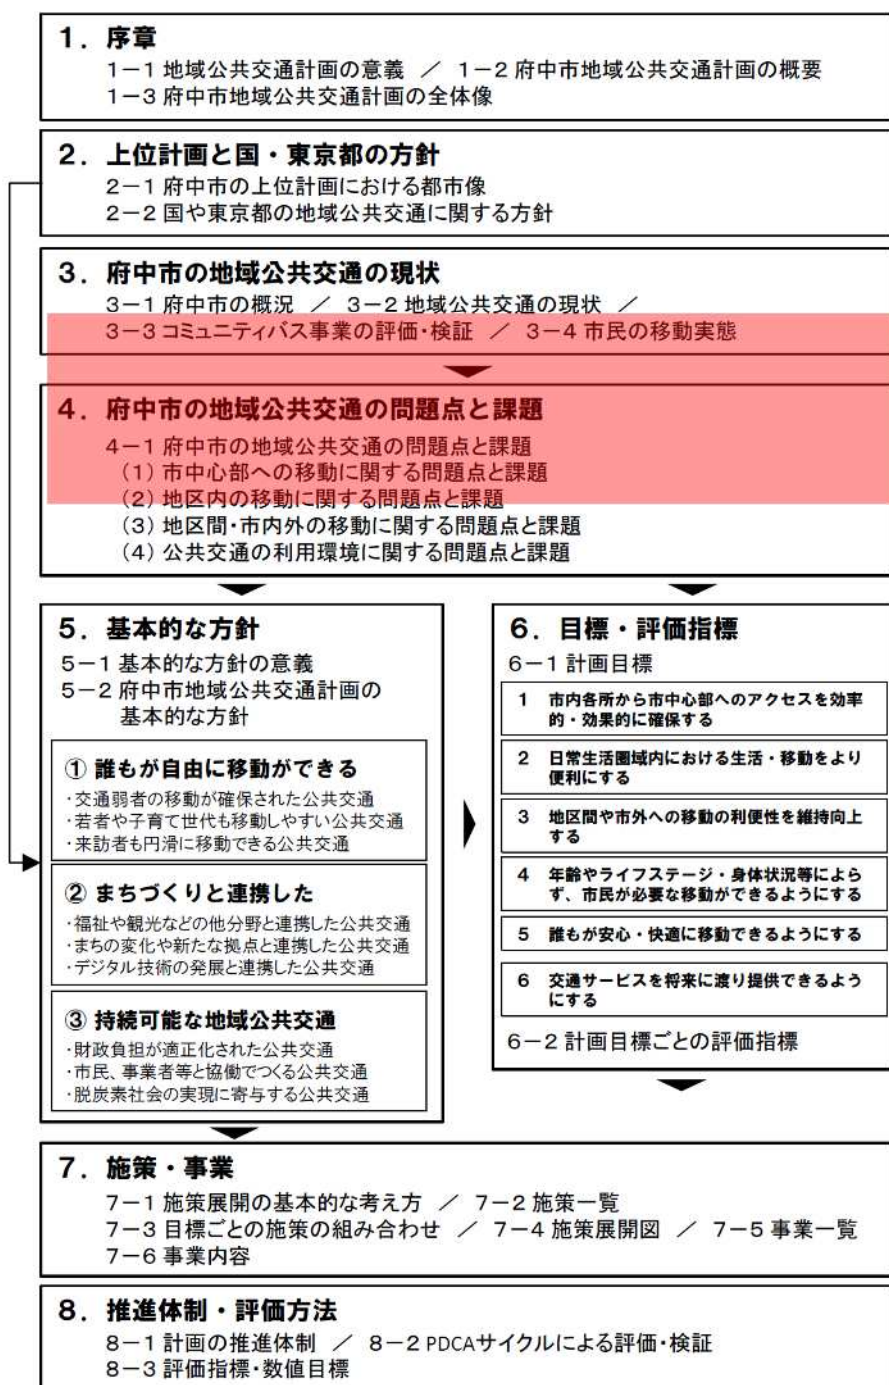 1．序章
1－1 地域公共交通計画の意義 ／ 1－2 府中市地域公共交通計画の概要
1－3 府中市地域公共交通計画の全体像
2．上位計画と国・東京都の方針
2－1 府中市の上位計画における都市像
2－2 国や東京都の地域公共交通に関する方針
3．府中市の地域公共交通の現状
3－1 府中市の概況 ／ 3－2 地域公共交通の現状 ／
3－3 コミュニティバス事業の評価・検証 ／ 3－4 市民の移動実態
4．府中市の地域公共交通の問題点と課題
4－1 府中市の地域公共交通の問題点と課題
（1）市中心部への移動に関する問題点と課題
（2）地区内の移動に関する問題点と課題
（3）地区間・市内外の移動に関する問題点と課題
（4）公共交通の利用環境に関する問題点と課題
5．基本的な方針
5－1 基本的な方針の意義
5－2 府中市地域公共交通計画の
基本的な方針
① 誰もが自由に移動ができる
・交通弱者の移動が確保された公共交通
・若者や子育て世代も移動しやすい公共交通
・来訪者も円滑に移動できる公共交通
② まちづくりと連携した
・福祉や観光などの他分野と連携した公共交通
・まちの変化や新たな拠点と連携した公共交通
・デジタル技術の発展と連携した公共交通
③ 持続可能な地域公共交通
・財政負担が適正化された公共交通
・市民、事業者等と協働でつくる公共交通
・脱炭素社会の実現に寄与する公共交通
6．目標・評価指標
6－1 計画目標
1 市内各所から市中心部へのアクセスを効率
的・効果的に確保する
2 日常生活圏域内における生活・移動をより
便利にする
3 地区間や市外への移動の利便性を維持向上
する
4 年齢やライフステージ・身体状況等によら
ず、市民が必要な移動ができるようにする
5 誰もが安心・快適に移動できるようにする
6 交通サービスを将来に渡り提供できるよう
にする
6－2 計画目標ごとの評価指標
7．施策・事業
7－1 施策展開の基本的な考え方 ／ 7－2 施策一覧
7－3 目標ごとの施策の組み合わせ ／ 7－4 施策展開図 ／ 7－5 事業一覧
7－6 事業内容
8．推進体制・評価方法
8－1 計画の推進体制 ／ 8－2 PDCAサイクルによる評価・検証
8－3 評価指標・数値目標